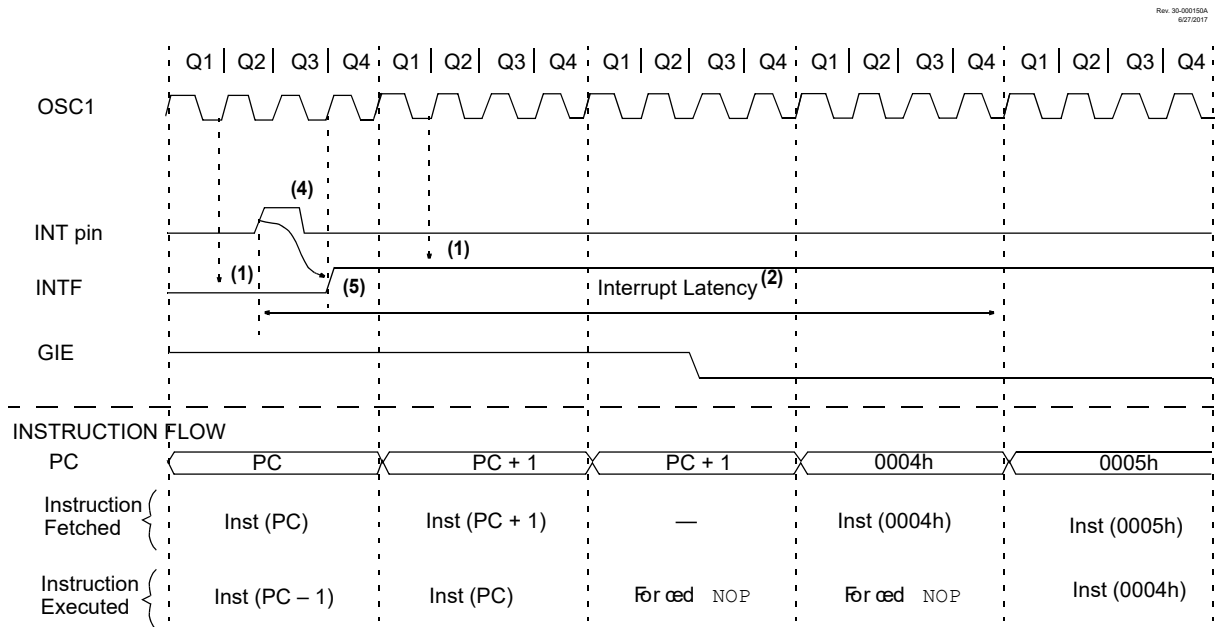 Rev. 30-000150A
6/27/2017
Q1 Q2 Q3 Q4 Q1 Q2 Q3 Q4 Q1 Q2 Q3 Q4 Q1 Q2 Q3 Q4 Q1 Q2 Q3 Q4
OSC1
(4)
INT pin
(1)
(1)
INTF
(5)
Interrupt Latency(2)
GIE
INSTRUCTION FLOW
PC PC PC + 1 PC + 1 0004h 0005h
Instruction
Fetched
Inst (PC) Inst (PC + 1) — Inst (0004h) Inst (0005h)
Instruction
Executed
Inst (PC – 1) Inst (PC) Forced NOP Forced NOP Inst (0004h)